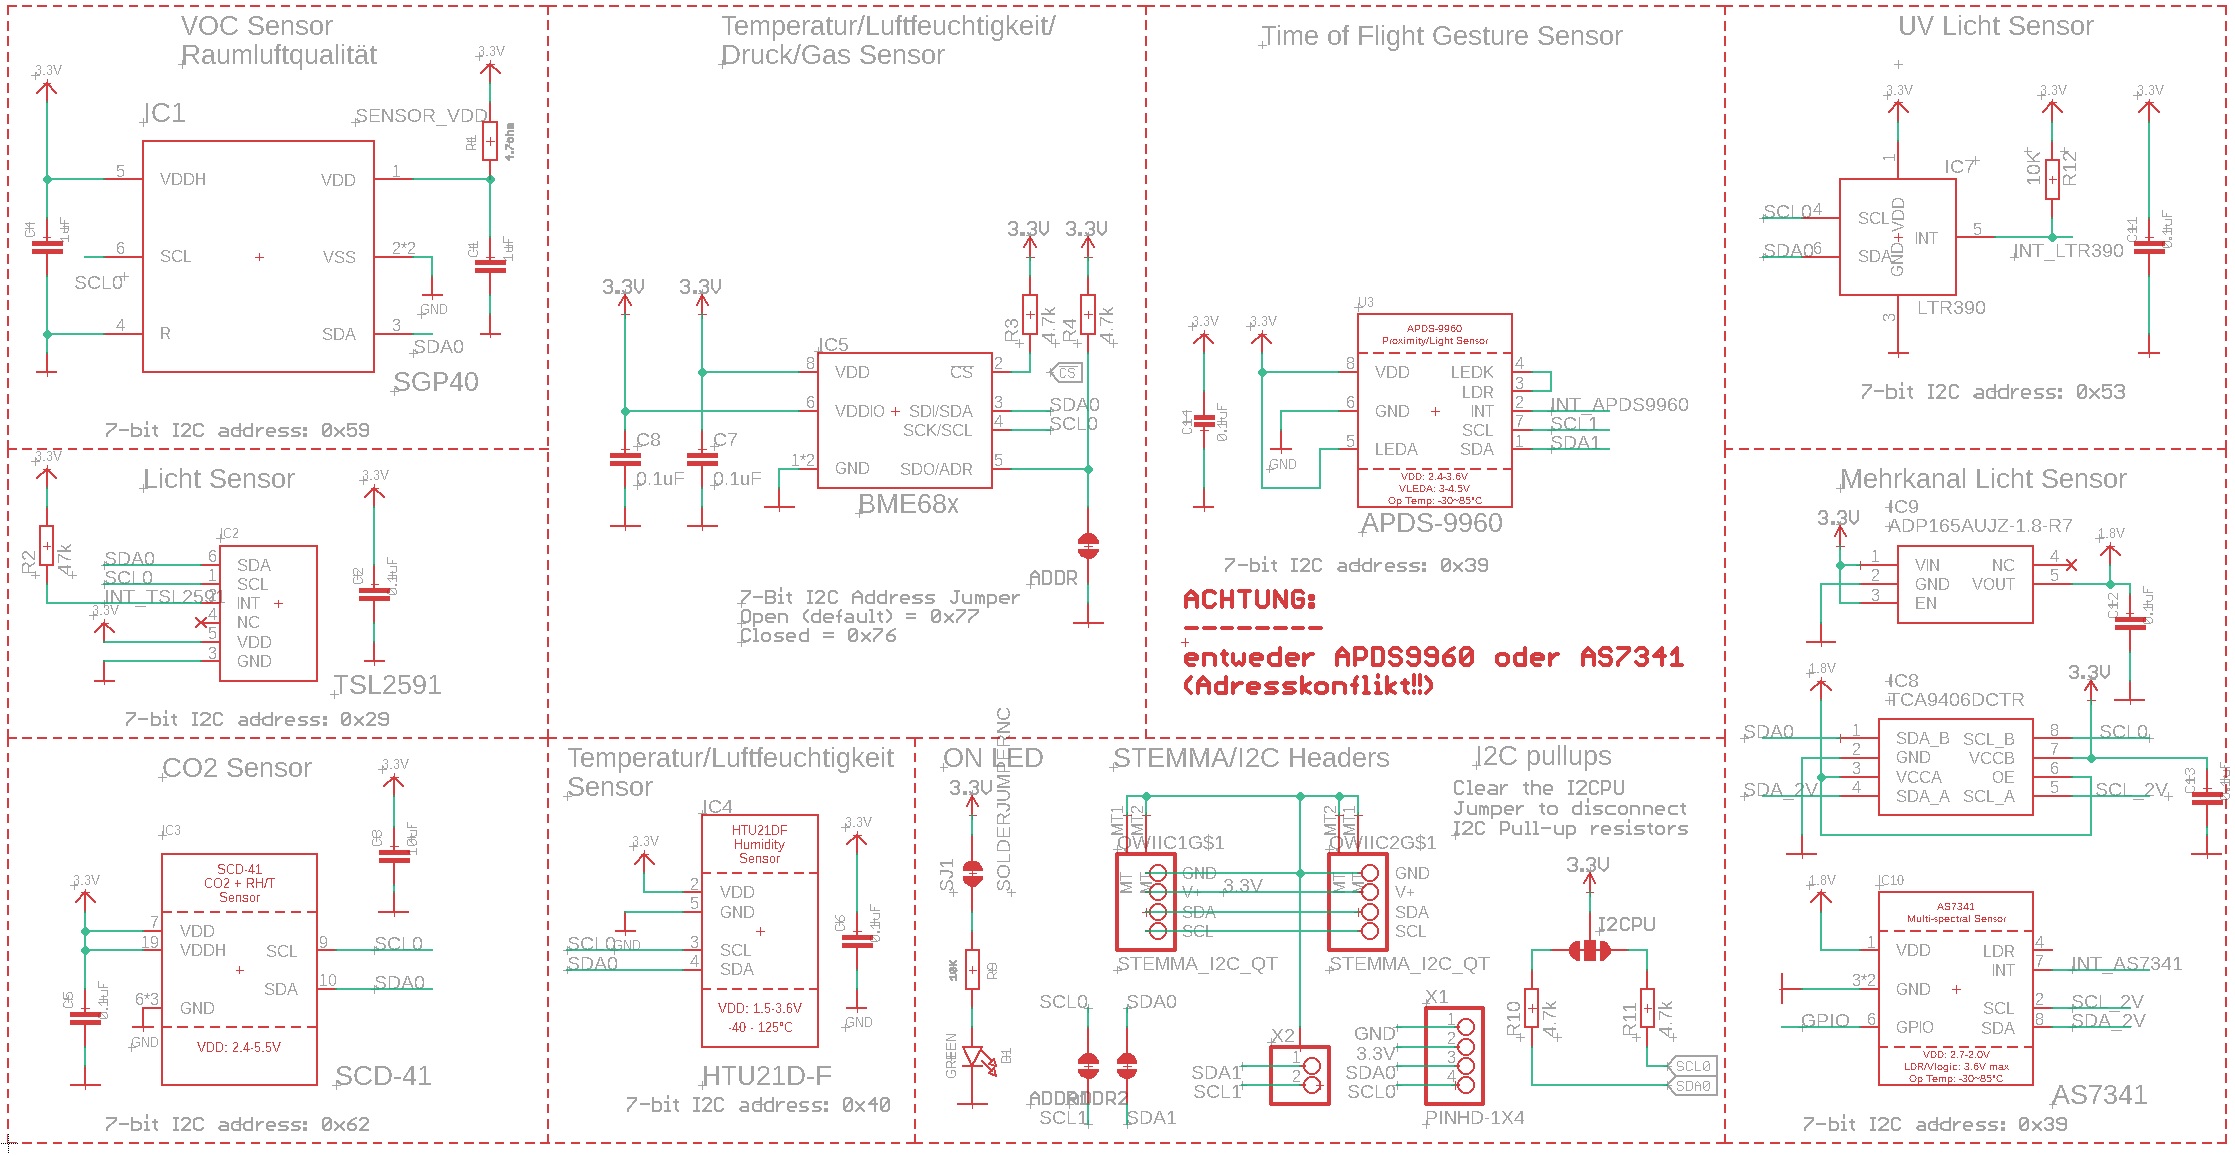 VOC Sensor
Raumluftqualität
3.3V
3.3V
IC1
SENSOR_VDD
R1
4.7ohm
5
VDDH
VDD
1
1uF
6
SCL
VSS
2*2
1uF
SCL0
GND
4
R
SDA
3
SDA0
SGP40
7-bit I2C address: 0x59
Temperatur/Luftfeuchtigkeit/
Druck/Gas Sensor
3.3V
3.3V
3.3V
3.3V
R3
4.7k
R4
4.7k
IC5
8
VDD
CS
2
CS
6
VDDIO
SDI/SDA
3
SDA0
SCK/SCL
4
SCL0
C8
0.1uF
C7
0.1uF
1*2
GND
SDO/ADR
5
BME68x
ADDR
7-Bit I2C Address Jumper
Open (default) = 0x77
Closed = 0x76
Time of Flight Gesture Sensor
3.3V
3.3V
U3
APDS-9960
Proximity/Light Sensor
8
VDD
LEDK
4
LDR
3
6
GND
INT
2
INT_APDS9960
SCL
7
SCL1
5
LEDA
SDA
1
SDA1
C14
0.1uF
GND
VDD: 2.4-3.6V
VLEDA: 3-4.5V
Op Temp: -30~85°C
APDS-9960
7-bit I2C address: 0x39
ACHTUNG:
--------
entweder APDS9960 oder AS7341
(Adresskonflikt!!)
UV Licht Sensor
3.3V
3.3V
3.3V
1
IC7
10K
R12
SCL0
4
SCL
VDD
INT
5
SDA0
6
SDA
GND
INT_LTR390
C11
0.1uF
3
LTR390
7-bit I2C address: 0x53
Licht Sensor
3.3V
3.3V
IC2
R2
47k
SDA0
6
SDA
SCL0
1
SCL
INT_TSL2591
2
INT
3.3V
4
NC
5
VDD
3
GND
C2
0.1uF
TSL2591
7-bit I2C address: 0x29
Mehrkanal Licht Sensor
IC9
ADP165AUJZ-1.8-R7
3.3V
1.8V
1
VIN
NC
4
2
GND
VOUT
5
3
EN
C12
0.1uF
1.8V
3.3V
IC8
TCA9406DCTR
SDA0
1
SDA_B
SCL_B
8
SCL0
2
GND
VCCB
7
3
VCCA
OE
6
SDA_2V
4
SDA_A
SCL_A
5
SCL_2V
C13
1.8V
IC10
AS7341
Multi-spectral Sensor
1
VDD
LDR
4
INT
7
INT_AS7341
3*2
GND
SCL
2
SCL_2V
GPIO
6
GPIO
SDA
8
SDA_2V
VDD: 2.7-2.0V
LDR/Vlogic: 3.6V max
Op Temp: -30~85°C
AS7341
7-bit I2C address: 0x39
CO2 Sensor
3.3V
IC3
SCD-41
CO2 + RH/T
Sensor
C3
10uF
3.3V
7
VDD
19
VDDH
SCL
9
SCL0
SDA
10
SDA0
C5
0.1uF
6*3
GND
GND
VDD: 2.4-5.5V
SCD-41
7-bit I2C address: 0x62
Temperatur/Luftfeuchtigkeit
Sensor
IC4
HTU21DF
Humidity
Sensor
3.3V
3.3V
2
VDD
5
GND
GND
SCL0
3
SCL
SDA0
4
SDA
C6
0.1uF
GND
VDD: 1.5-3.6V
-40 - 125°C
HTU21D-F
7-bit I2C address: 0x40
ON LED
3.3V
SJ1
SOLDERJUMPERNC
10K
R9
GREEN
D1
STEMMA/I2C Headers
MT1
MT2
MT2
MT1
QWIIC1G$1
QWIIC2G$1
MT
MT
GND
V+
SDA
SCL
3.3V
MT
MT
GND
V+
SDA
SCL
STEMMA_I2C_QT
STEMMA_I2C_QT
SCL0
SDA0
ADDR
ADDR2
SCL1
SDA1
X2
SDA1
1
SCL1
2
X1
GND
1
3.3V
2
SDA0
3
SCL0
4
PINHD-1X4
I2C pullups
Clear the I2CPU
Jumper to disconnect
I2C Pull-up resistors
3.3V
I2CPU
R10
4.7k
R11
4.7k
SCL0
SDA0